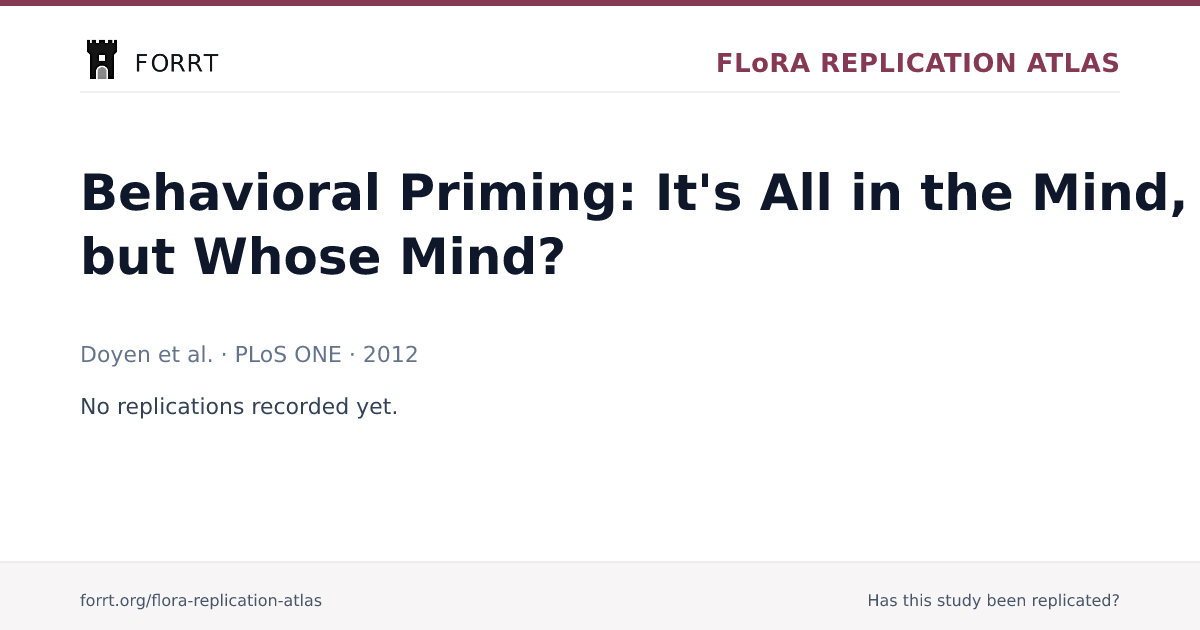 FORRT
FLoRA REPLICATION ATLAS
Behavioral Priming: It's All in the Mind,
but Whose Mind?
Doyen et al. · PLoS ONE · 2012
No replications recorded yet.
forrt.org/flora-replication-atlas
Has this study been replicated?